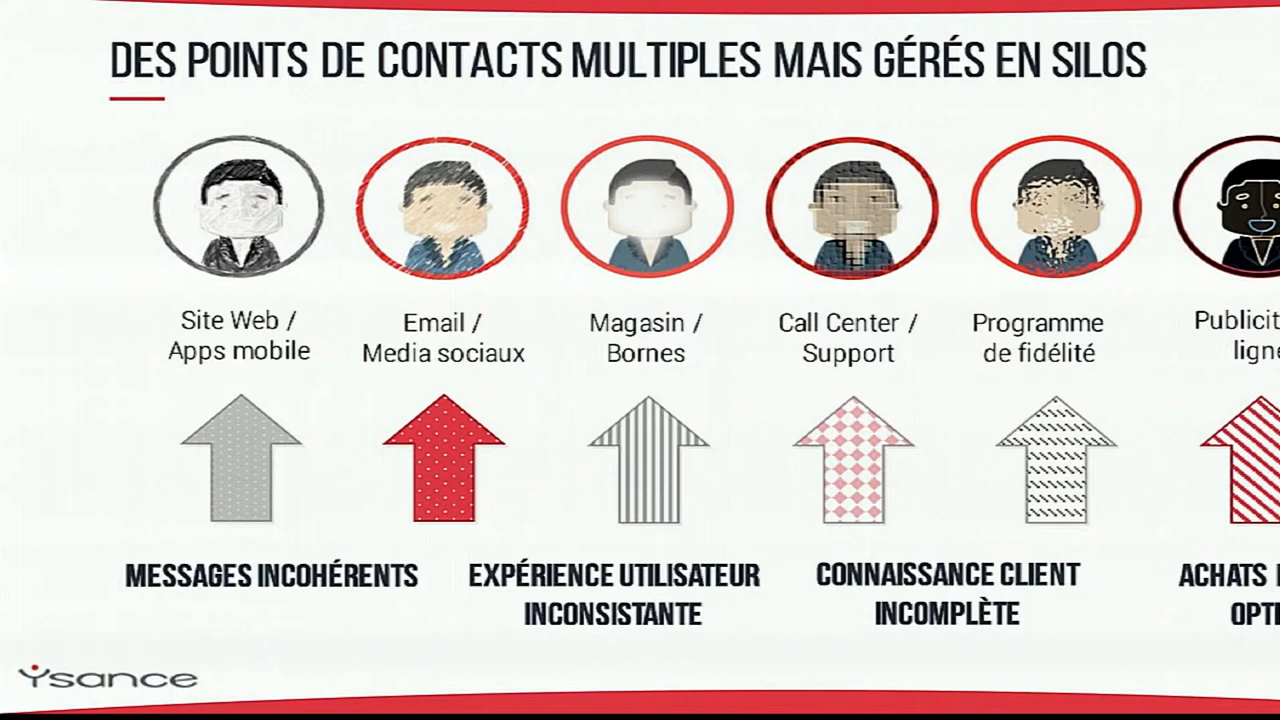 DES POINTS DE CONTACTS MULTIPLES MAIS GÉRÉS EN SILOS
Site Web /
Apps mobile
Email /
Media sociaux
Magasin /
Bornes
Call Center /
Support
Programme
de fidélité
MESSAGES INCOHÉRENTS
EXPÉRIENCE UTILISATEUR
INCONSISTANTE
CONNAISSANCE CLIENT
INCOMPLÈTE
ACHATS
Ysance